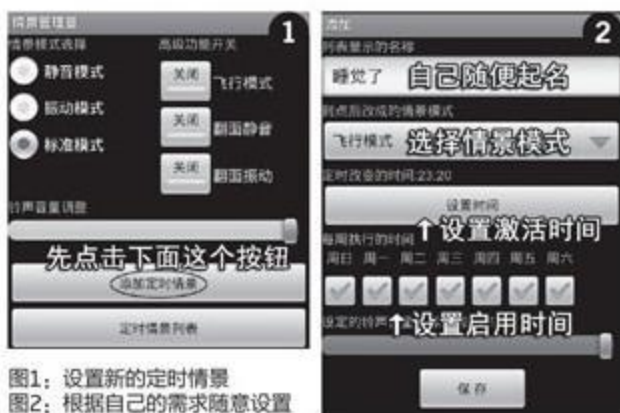 情景管理器
1
情景模式选择
高级功能开关
静音模式
关闭
飞行模式
振动模式
关闭
翻面静音
标准模式
关闭
翻面振动
铃声音量调整
先点击下面这个按钮
添加定时情景
定时情景列表
图1：设置新的定时情景
图2：根据自己的需求随意设置
添加
2
列表显示的名称
睡觉了
自己随便起名
到点后改成的情景模式
飞行模式
选择情景模式
定时改变的时间:23.20
设置时间
↑设置激活时间
每周执行的时间
周日 周一 周二 周三 周四 周五 周六
设定的铃声
↑设置启用时间
保存